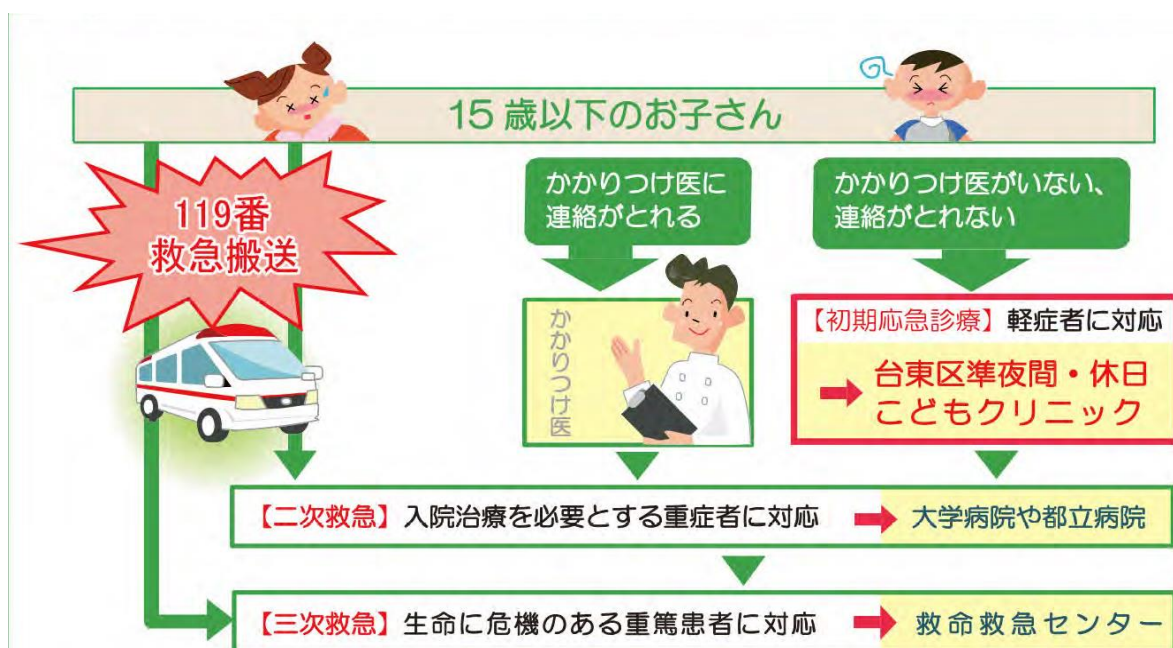 15歳以下のお子さん
119番
救急搬送
かかりつけ医に
連絡がとれる
かかりつけ医がいない、
連絡がとれない
かかりつけ医
【初期応急診療】軽症者に対応
台東区準夜間・休日
こどもクリニック
【二次救急】入院治療を必要とする重症者に対応
大学病院や都立病院
【三次救急】生命に危機のある重篤患者に対応
救命救急センター